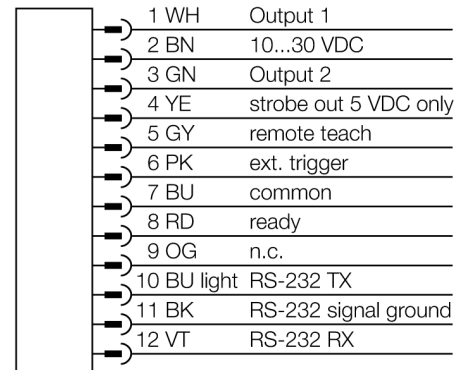 1 WH Output 1
2 BN 10...30 VDC
3 GN Output 2
4 YE strobe out 5 VDC only
5 GY remote teach
6 PK ext. trigger
7 BU common
8 RD ready
9 OG n.c.
10 BU light RS-232 TX
11 BK RS-232 signal ground
12 VT RS-232 RX